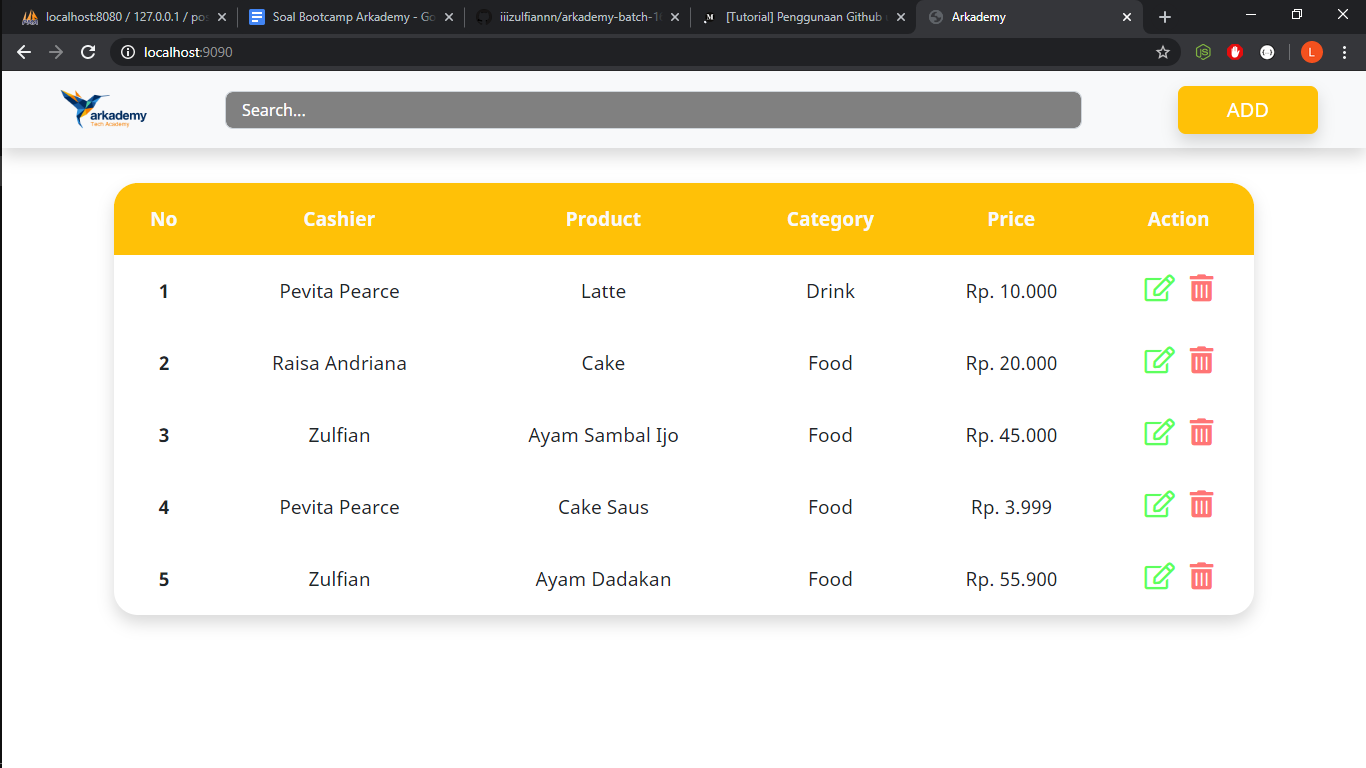 localhost:8080 / 127.0.0.1 / pos
Soal Bootcamp Arkademy - Go
iiizulfiannn/arkademy-batch-16
[Tutorial] Penggunaan Github
Arkademy
localhost:9090
L
arkademy
Tech Academy
Search...
ADD
No Cashier Product Category Price Action
1 Pevita Pearce Latte Drink Rp. 10.000
2 Raisa Andriana Cake Food Rp. 20.000
3 Zulfian Ayam Sambal Ijo Food Rp. 45.000
4 Pevita Pearce Cake Saus Food Rp. 3.999
5 Zulfian Ayam Dadakan Food Rp. 55.900